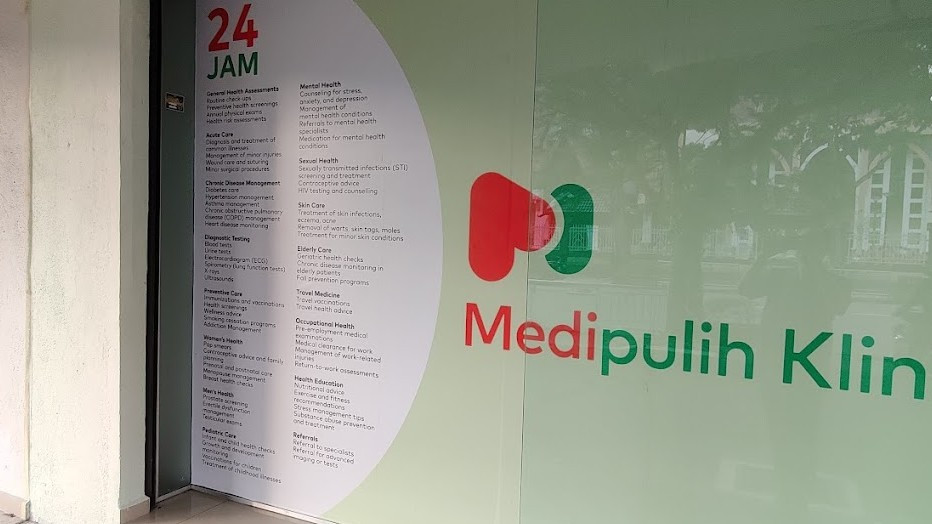 24
JAM
General Health Assessments
Routine check-ups
Preventive health screenings
Annual physical exams
Health risk assessments
Acute Care
Diagnosis and treatment of
common illnesses
Management of minor injuries
Wound care and suturing
Minor surgical procedures
Chronic Disease Management
Diabetes care
Hypertension management
Asthma management
Chronic obstructive pulmonary
disease (COPD) management
Heart disease monitoring
Diagnostic Testing
Blood tests
Urine tests
Electrocardiogram (ECG)
Spirometry (lung function tests)
X-rays
Ultrasounds
Preventive Care
Immunizations and vaccinations
Health screenings
Wellness advice
Smoking cessation programs
Addiction Management
Women's Health
Pap smears
Contraceptive advice and family
planning
Prenatal and postnatal care
Menopause management
Breast health checks
Men's Health
Prostate screening
Erectile dysfunction
management
Testicular exams
Pediatric Care
Infant and child health checks
Growth and development
monitoring
Vaccinations for children
Treatment of childhood illnesses
Mental Health
Counseling for stress,
anxiety, and depression
Management of
mental health conditions
Referrals to mental health
specialists
Medication for mental health
conditions
Sexual Health
Sexually transmitted infections (STI)
screening and treatment
Contraceptive advice
HIV testing and counselling
Skin Care
Treatment of skin infections,
eczema, acne
Removal of warts, skin tags, moles
Treatment for minor skin conditions
Elderly Care
Geriatric health checks
Chronic disease monitoring in
elderly patients
Fall prevention programs
Travel Medicine
Travel vaccinations
Travel health advice
Occupational Health
Pre-employment medical
examinations
Medical clearance for work
Management of work-related
injuries
Return-to-work assessments
Health Education
Nutritional advice
Exercise and fitness
recommendations
Stress management tips
Substance abuse prevention
and treatment
Referrals
Referral to specialists
Referral for advanced
imaging or tests
Medipulih Klin